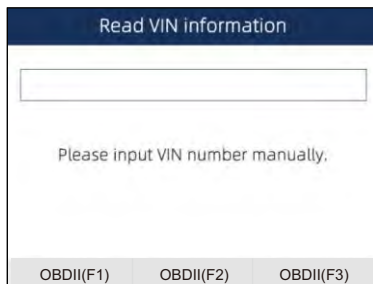 Read VIN information
Please input VIN number manually.
OBDII(F1) OBDII(F2) OBDII(F3)